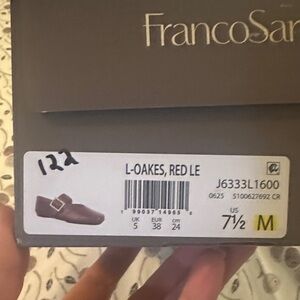 FrancoSar
122
L-OAKES, RED LE
J6333L1600
0625 5100627692 CR
UK EUR cm
5 38 24
US
7½ M